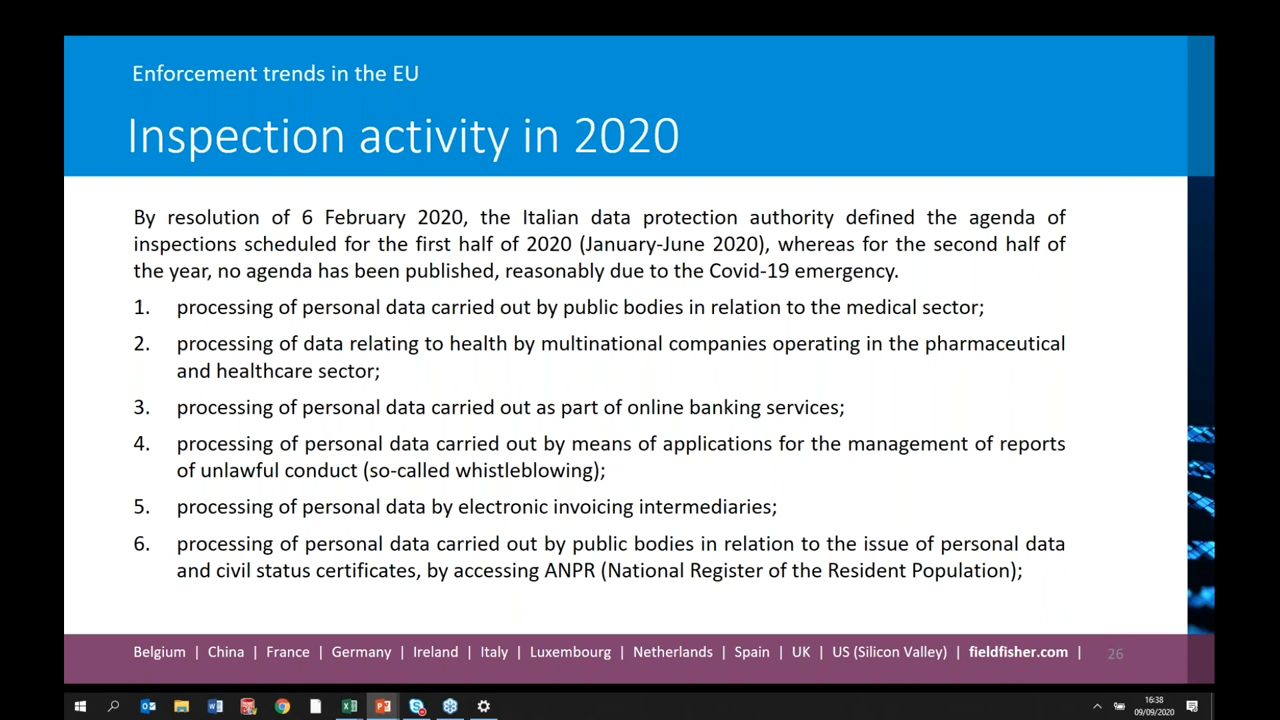 Enforcement trends in the EU
Inspection activity in 2020
By resolution of 6 February 2020, the Italian data protection authority defined the agenda of
inspections scheduled for the first half of 2020 (January-June 2020), whereas for the second half of
the year, no agenda has been published, reasonably due to the Covid-19 emergency.
1. processing of personal data carried out by public bodies in relation to the medical sector;
2. processing of data relating to health by multinational companies operating in the pharmaceutical
and healthcare sector;
3. processing of personal data carried out as part of online banking services;
4. processing of personal data carried out by means of applications for the management of reports
of unlawful conduct (so-called whistleblowing);
5. processing of personal data by electronic invoicing intermediaries;
6. processing of personal data carried out by public bodies in relation to the issue of personal data
and civil status certificates, by accessing ANPR (National Register of the Resident Population);
Belgium | China | France | Germany | Ireland | Italy | Luxembourg | Netherlands | Spain | UK | US (Silicon Valley) | fieldfisher.com | 26
16:38
09/09/2020